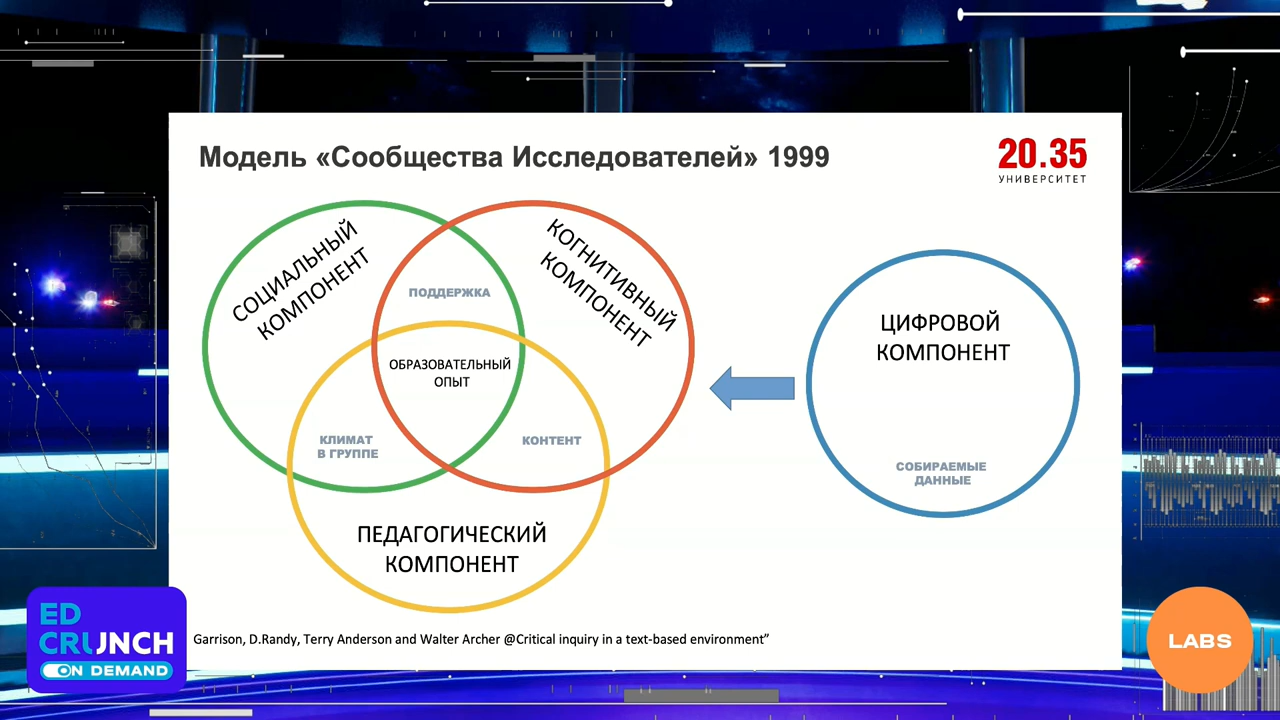 Модель «Сообщества Исследователей» 1999
20.35
УНИВЕРСИТЕТ
СОЦИАЛЬНЫЙ
КОМПОНЕНТ
КОГНИТИВНЫЙ
КОМПОНЕНТ
ПОДДЕРЖКА
ОБРАЗОВАТЕЛЬНЫЙ
ОПЫТ
КЛИМАТ
В ГРУППЕ
КОНТЕНТ
ПЕДАГОГИЧЕСКИЙ
КОМПОНЕНТ
ЦИФРОВОЙ
КОМПОНЕНТ
СОБИРАЕМЫЕ
ДАННЫЕ
Garrison, D.Randy, Terry Anderson and Walter Archer @Critical inquiry in a text-based environment”
ED
CRUNCH
ON DEMAND
LABS